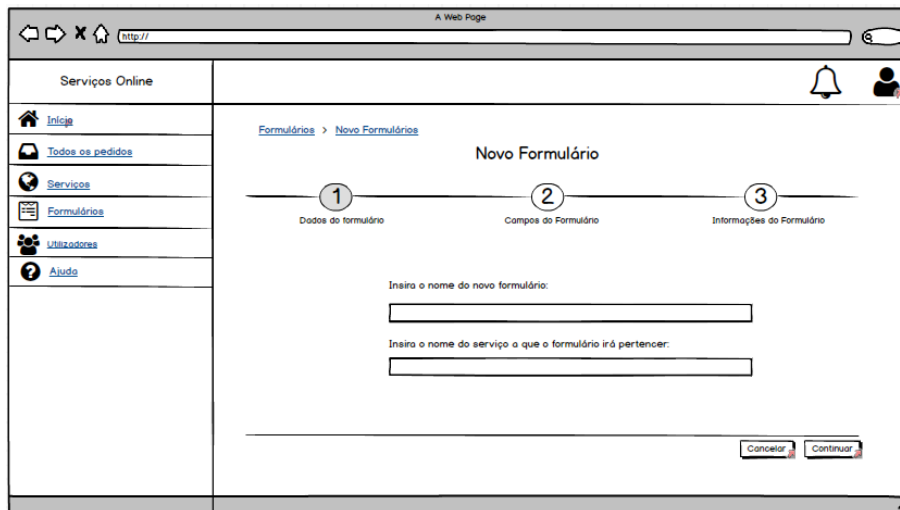 A Web Page
http://
Serviços Online
Início
Todos os pedidos
Serviços
Formulários
Utilizadores
Ajuda
Formulários > Novo Formulários
Novo Formulário
1
2
3
Dados do formulário
Campos do Formulário
Informações do Formulário
Insira o nome do novo formulário:
Insira o nome do serviço a que o formulário irá pertencer:
Cancelar
Continuar